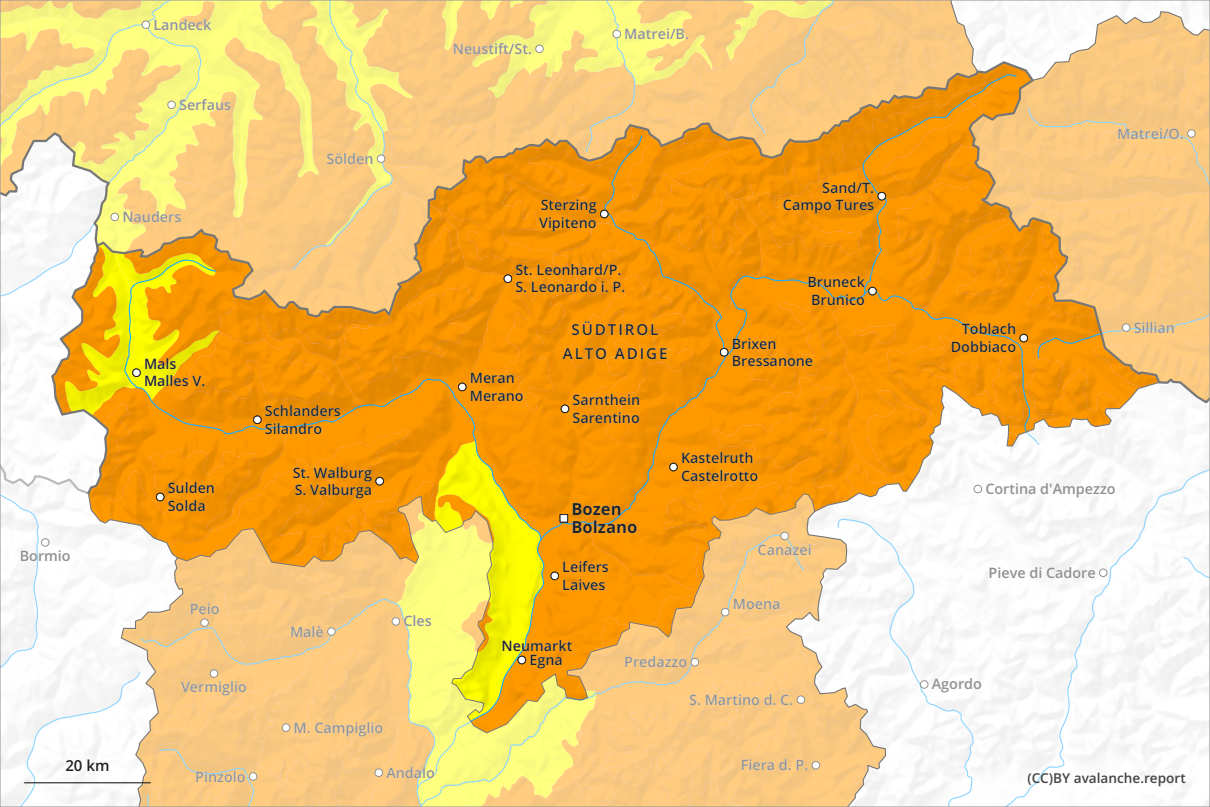 Landeck
Matrei/B.
Neustift/St.
Serfaus
Matrei/O.
Sölden
Sand/T.
Campo Tures
Nauders
Sterzing
Vipiteno
St. Leonhard/P.
S. Leonardo i. P.
Bruneck
Brunico
SÜDTIROL
ALTO ADIGE
Toblach
Dobbiaco
Sillian
Brixen
Bressanone
Mals
Malles V.
Meran
Merano
Sarnthein
Sarentino
Schlanders
Silandro
Kastelruth
Castelrotto
St. Walburg
S. Valburga
Sulden
Solda
Cortina d'Ampezzo
Bozen
Bolzano
Bormio
Canazei
Leifers
Laives
Pieve di Cadore
Peio
Moena
Cles
Malè
Neumarkt
Egna
Predazzo
Vermiglio
Agordo
S. Martino d. C.
M. Campiglio
20 km
Pinzolo
Andalo
Fiera d. P.
(CC)BY avalanche.report